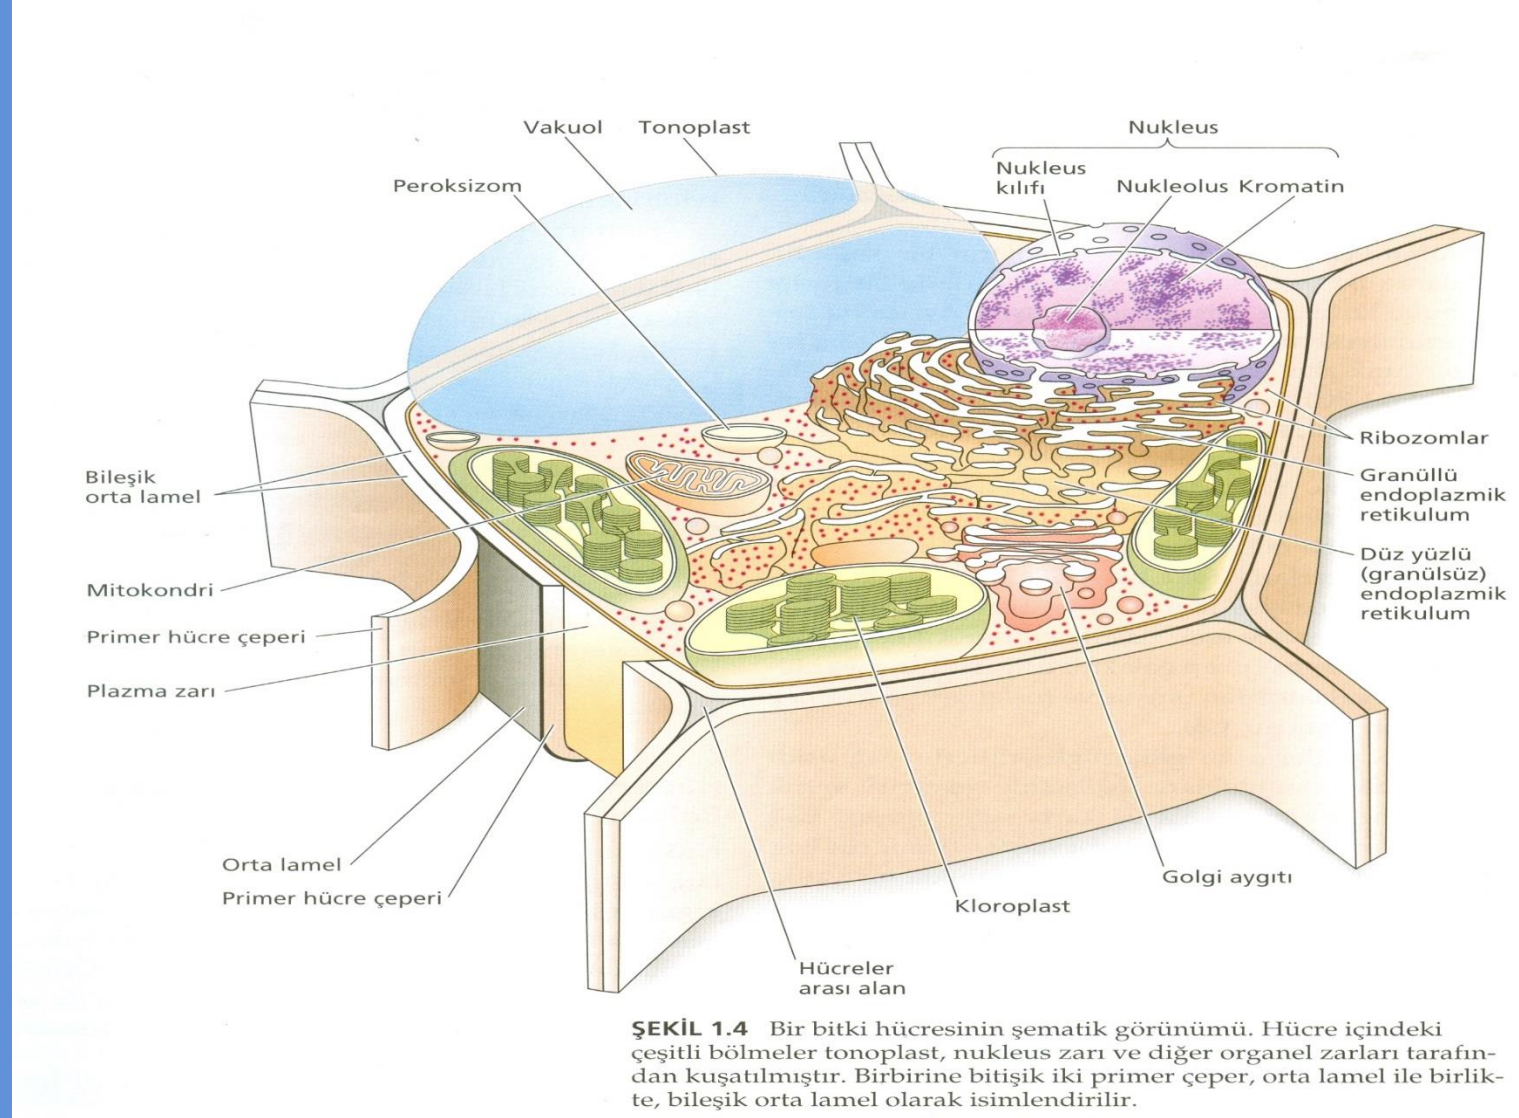 Vakuol
Tonoplast
Nukleus
Peroksizom
Nukleus
kılıfı
Nukleolus
Kromatin
Ribozomlar
Bileşik
orta lamel
Granüllü
endoplazmik
retikulum
Düz yüzlü
(granülsüz)
endoplazmik
retikulum
Mitokondri
Primer hücre çeperi
Plazma zarı
Orta lamel
Primer hücre çeperi
Golgi aygıtı
Kloroplast
Hücreler
arası alan
ŞEKİL 1.4 Bir bitki hücresinin şematik görünümü. Hücre içindeki
çeşitli bölmeler tonoplast, nukleus zarı ve diğer organel zarları tarafın-
dan kuşatılmıştır. Birbirine bitişik iki primer çeper, orta lamel ile birlik-
te, bileşik orta lamel olarak isimlendirilir.